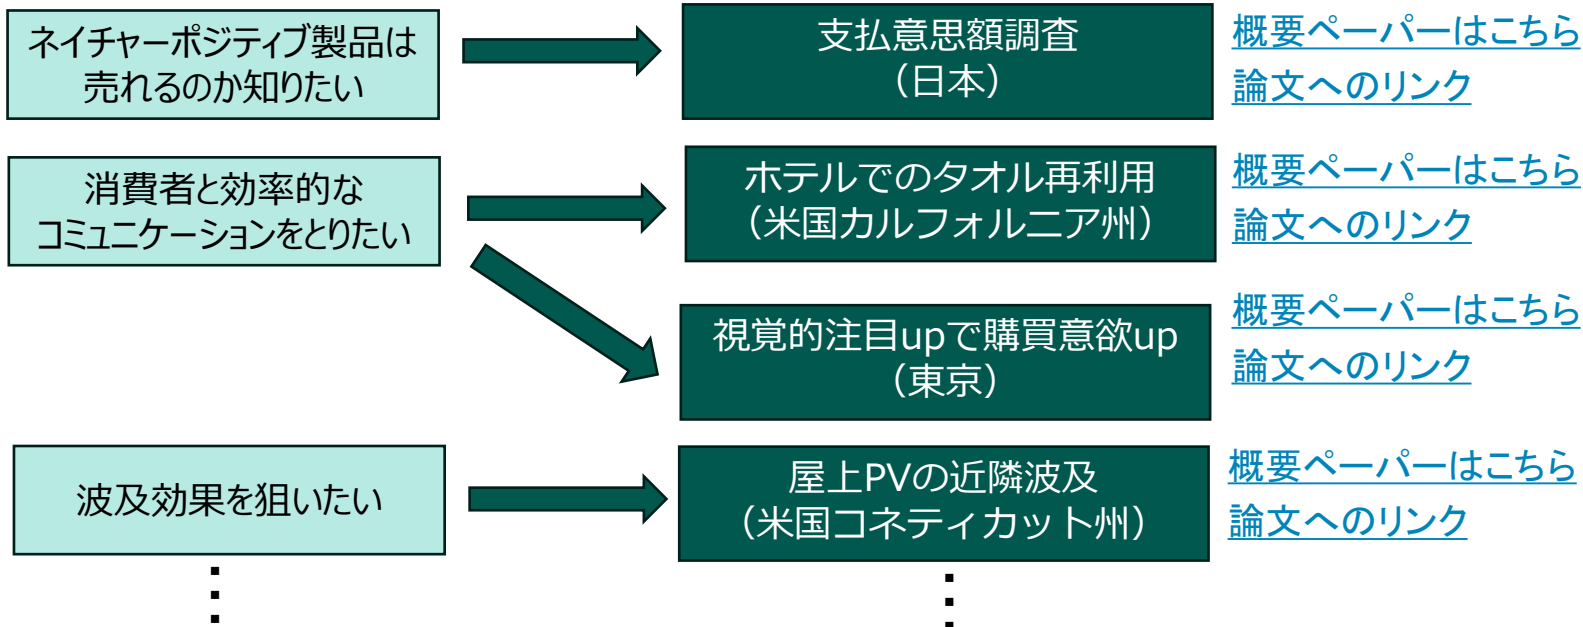 ネイチャーポジティブ製品は
売れるのか知りたい
支払意思額調査
（日本）
概要ペーパーはこちら
論文へのリンク
消費者と効率的な
コミュニケーションをとりたい
ホテルでのタオル再利用
（米国カルフォルニア州）
概要ペーパーはこちら
論文へのリンク
視覚的注目upで購買意欲up
（東京）
概要ペーパーはこちら
論文へのリンク
波及効果を狙いたい
屋上PVの近隣波及
（米国コネティカット州）
概要ペーパーはこちら
論文へのリンク